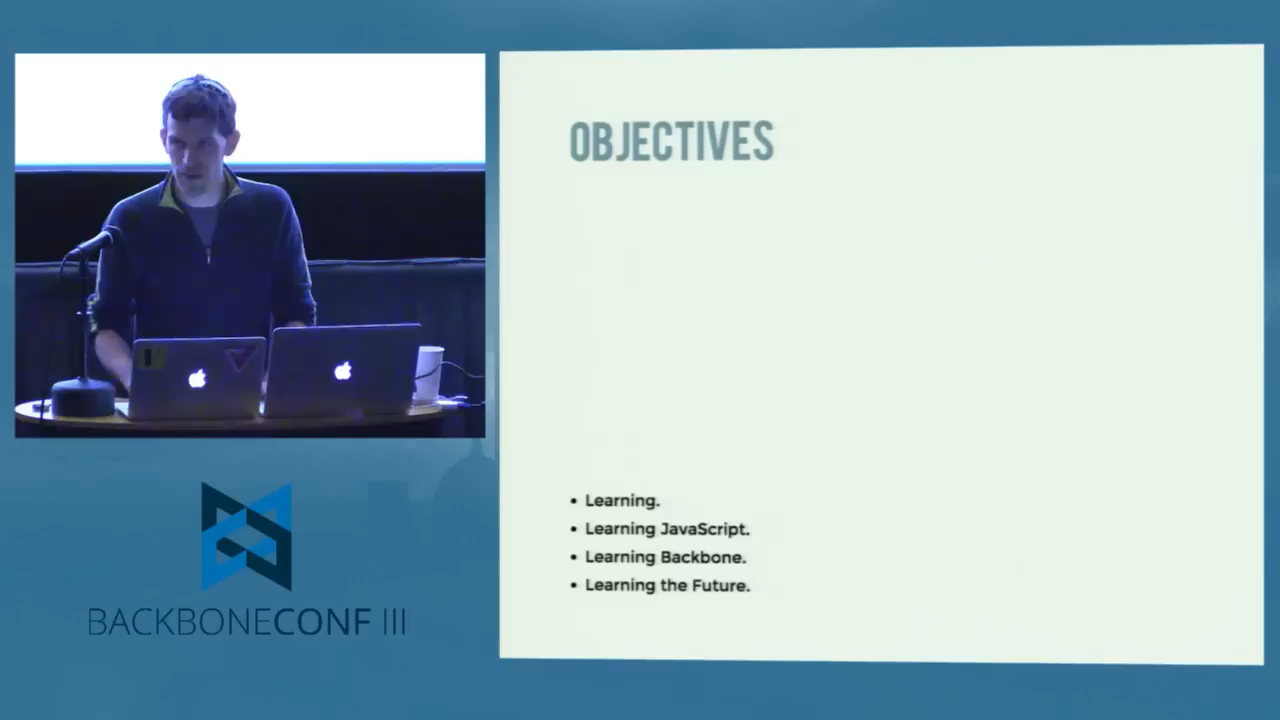 OBJECTIVES
• Learning.
• Learning JavaScript.
• Learning Backbone.
• Learning the Future.
BACKBONECONF III